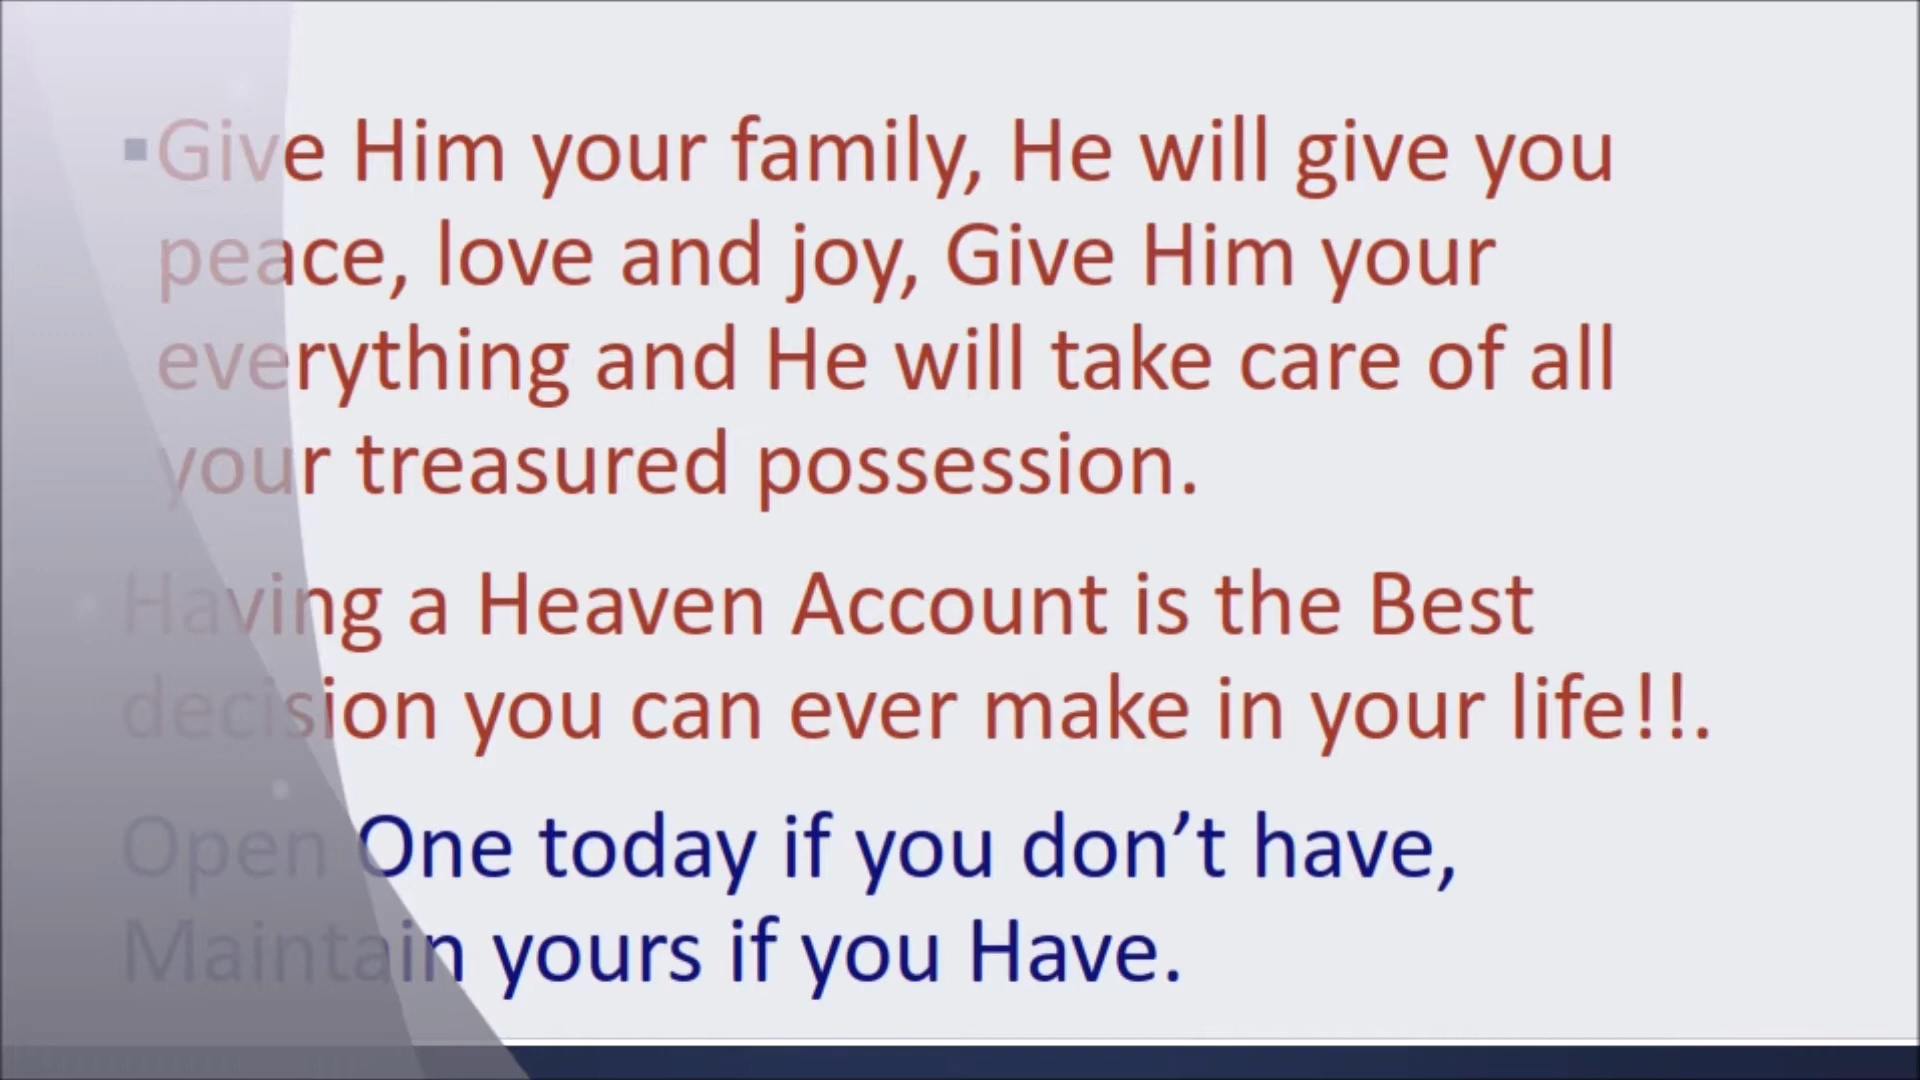 ▪Give Him your family, He will give you
peace, love and joy, Give Him your
everything and He will take care of all
your treasured possession.
Having a Heaven Account is the Best
decision you can ever make in your life!!.
Open One today if you don’t have,
Maintain yours if you Have.